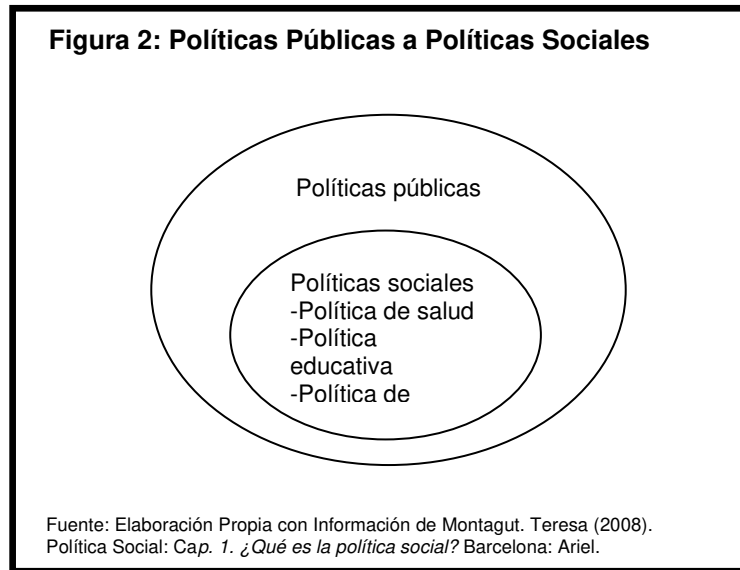 Figura 2: Políticas Públicas a Políticas Sociales
Políticas públicas
Políticas sociales
-Política de salud
-Política
educativa
-Política de
Fuente: Elaboración Propia con Información de Montagut. Teresa (2008).
Política Social: Cap. 1. ¿Qué es la política social? Barcelona: Ariel.